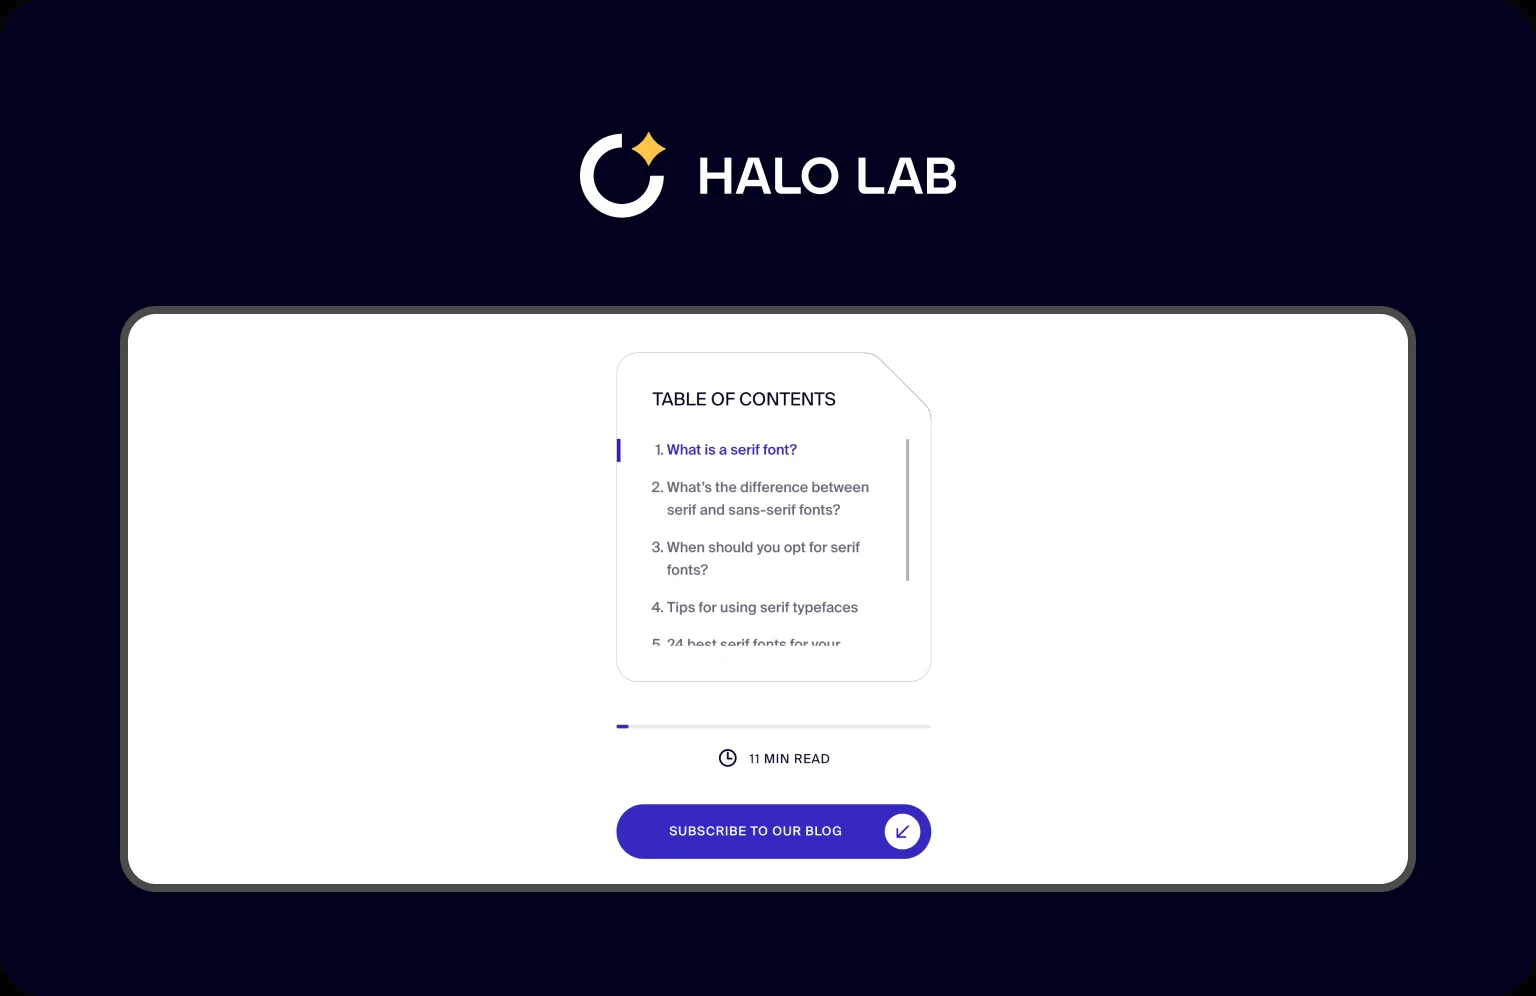 HALO LAB
TABLE OF CONTENTS
1. What is a serif font?
2. What's the difference between
serif and sans-serif fonts?
3. When should you opt for serif
fonts?
4. Tips for using serif typefaces
5. 24 best serif fonts for your
11 MIN READ
SUBSCRIBE TO OUR BLOG